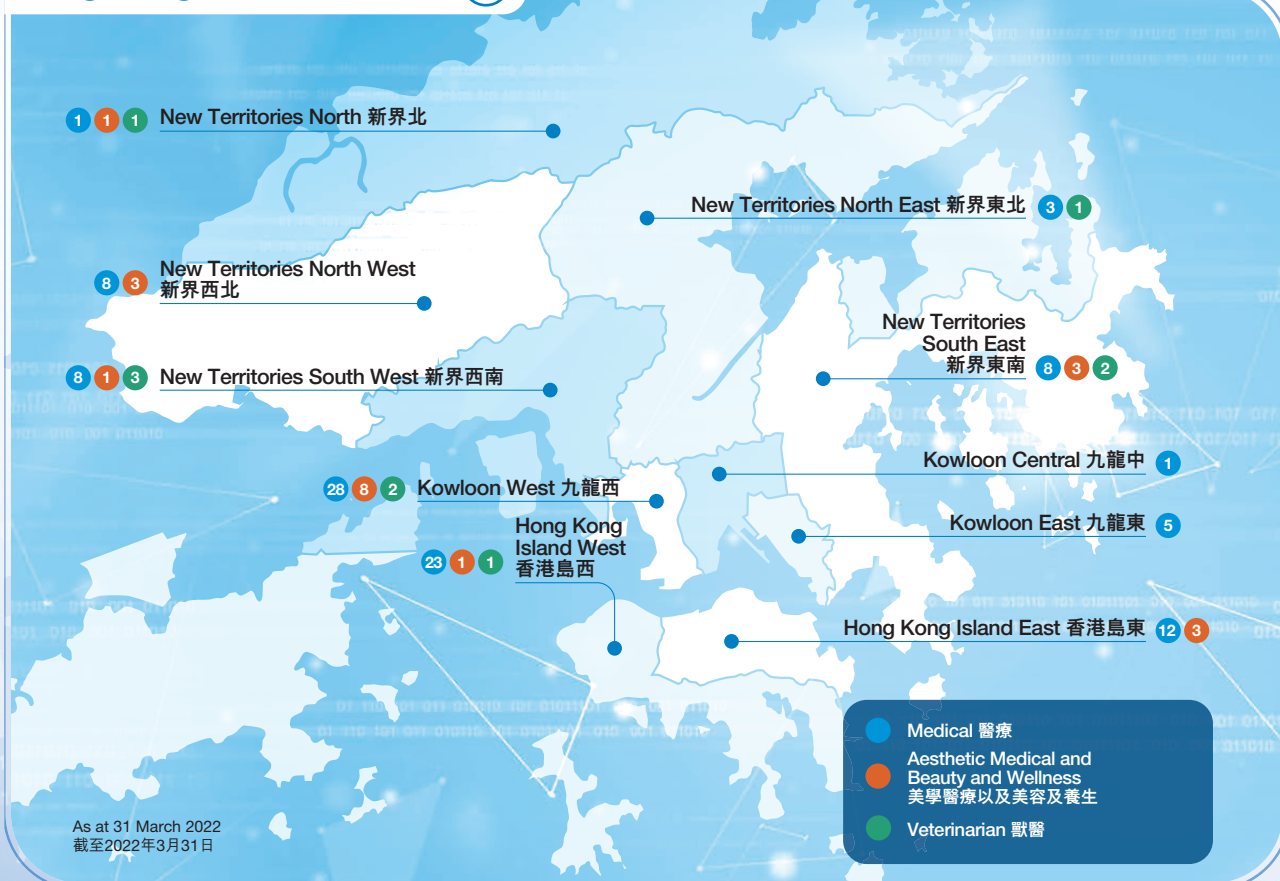 1 1 1 New Territories North 新界北
New Territories North East 新界東北 3 1
8 3 New Territories North West
新界西北
New Territories
South East
新界東南 8 3 2
8 1 3 New Territories South West 新界西南
Kowloon Central 九龍中 1
28 8 2 Kowloon West 九龍西
Kowloon East 九龍東 5
Hong Kong
Island West
23 1 1 香港島西
Hong Kong Island East 香港島東 12 3
Medical 醫療
Aesthetic Medical and
Beauty and Wellness
美學醫療以及美容及養生
Veterinarian 獸醫
As at 31 March 2022
截至2022年3月31日